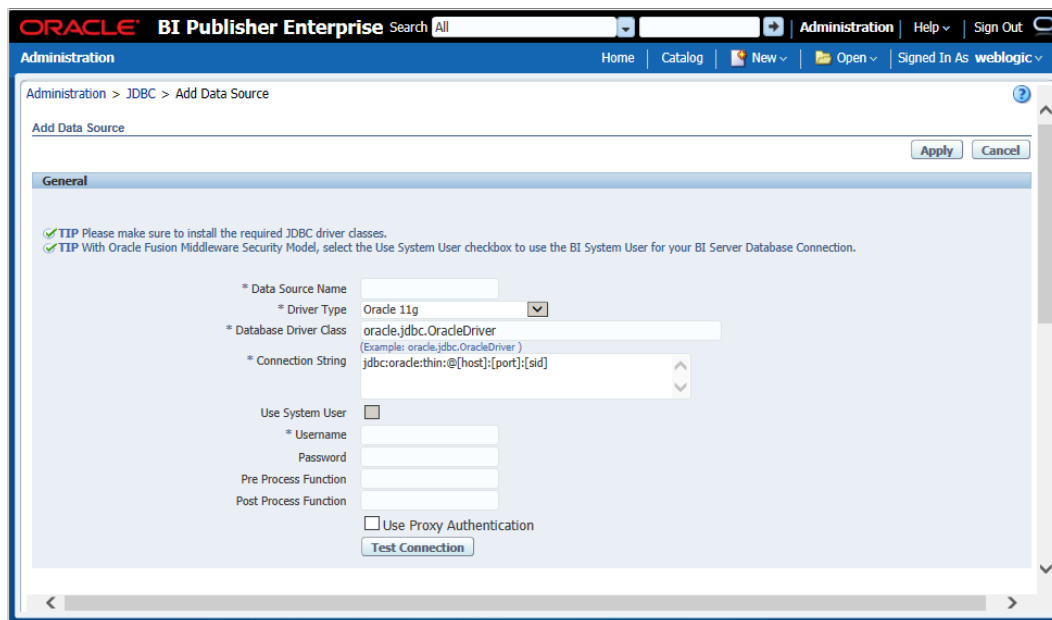 ORACLE® BI Publisher Enterprise Search All Administration Help Sign Out
Administration Home Catalog New Open Signed In As weblogic
Administration > JDBC > Add Data Source
Add Data Source
Apply Cancel
General
TIP Please make sure to install the required JDBC driver classes.
TIP With Oracle Fusion Middleware Security Model, select the Use System User checkbox to use the BI System User for your BI Server Database Connection.
* Data Source Name
* Driver Type Oracle 11g
* Database Driver Class oracle.jdbc.OracleDriver
(Example: oracle.jdbc.OracleDriver )
* Connection String jdbc:oracle:thin:@[host]:[port]:[sid]
Use System User
* Username
Password
Pre Process Function
Post Process Function
Use Proxy Authentication
Test Connection